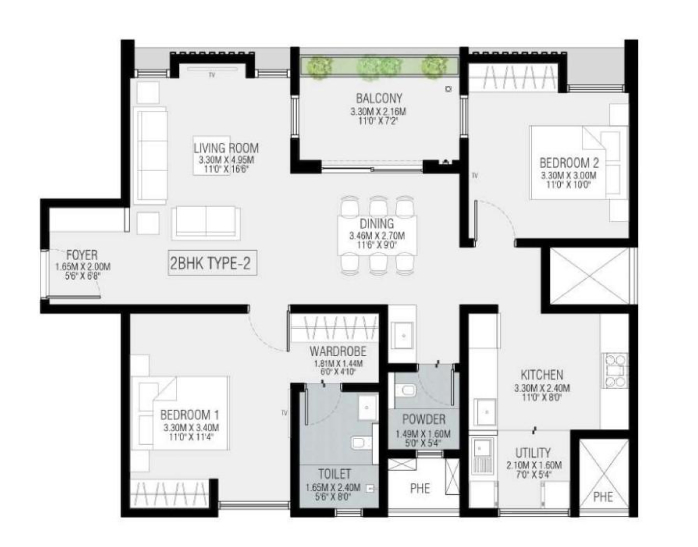 TV
BALCONY
3.30M X 2.16M
11'0" X 7'2"
LIVING ROOM
3.30M X 4.95M
11'0" X 16'6"
BEDROOM 2
3.30M X 3.00M
11'0" X 10'0"
TV
DINING
3.46M X 2.70M
11'6" X 9'0"
FOYER
1.65M X 2.00M
5'6" X 6'8"
2BHK TYPE-2
WARDROBE
1.81M X 1.44M
6'0" X 4'10"
KITCHEN
3.30M X 2.40M
11'0" X 8'0"
BEDROOM 1
3.30M X 3.40M
11'0" X 11'4"
TV
POWDER
1.49M X 1.60M
5'0" X 5'4"
UTILITY
2.10M X 1.60M
7'0" X 5'4"
TOILET
1.65M X 2.40M
5'6" X 8'0"
PHE
PHE